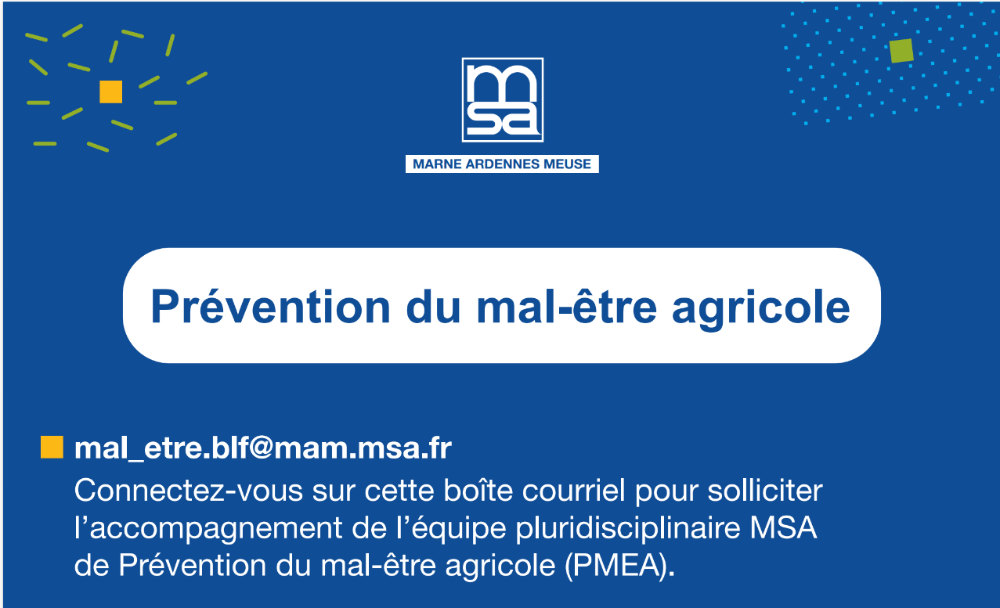 msa
MARNE ARDENNES MEUSE
Prévention du mal-être agricole
mal_etre.blf@mam.msa.fr
Connectez-vous sur cette boîte courriel pour solliciter
l’accompagnement de l’équipe pluridisciplinaire MSA
de Prévention du mal-être agricole (PMEA).